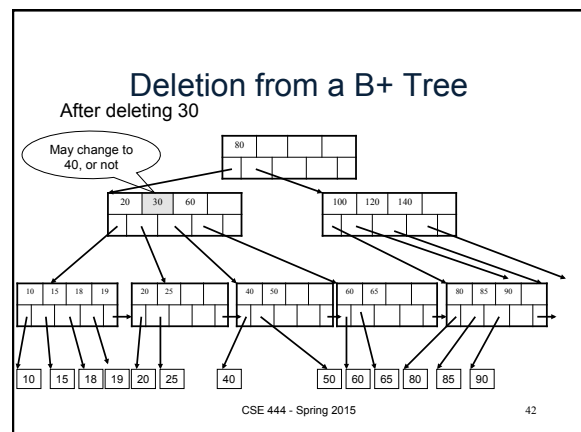 Deletion from a B+ Tree
After deleting 30
May change to
40, or not
80
20 30 60
100 120 140
10 15 18 19
20 25
40 50
60 65
80 85 90
10 15 18 19 20 25 40 50 60 65 80 85 90
CSE 444 - Spring 2015 42